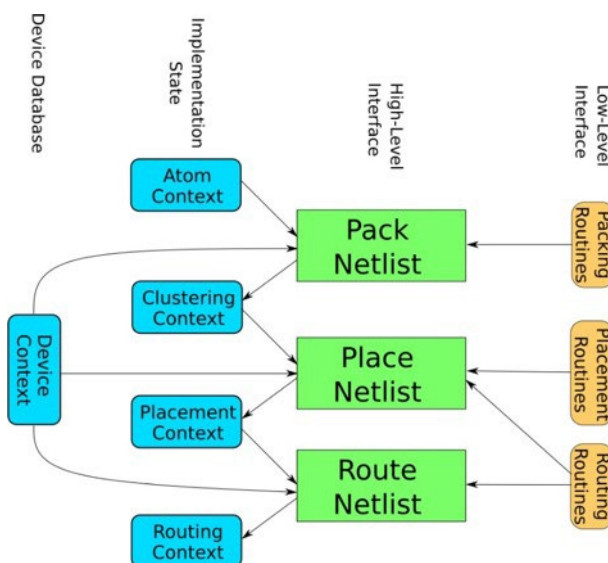 Device Database
Implementation
State
High-Level
Interface
Low-Level
Interface
Atom
Context
Pack
Netlist
Packing
Routines
Clustering
Context
Device
Context
Place
Netlist
Placement
Routines
Placement
Context
Route
Netlist
Routing
Routines
Routing
Context